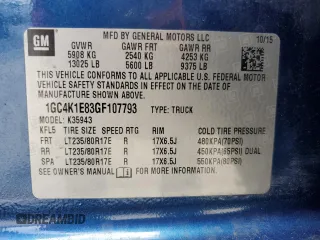 GM
MFD BY GENERAL MOTORS LLC 10/15
GVWR GAWR FRT GAWR RR
5908 KG 2540 KG 4253 KG
13025 LB 5600 LB 9375 LB
THIS VEHICLE CONFORMS TO ALL APPLICABLE U.S. FEDERAL
MOTOR VEHICLE SAFETY STANDARDS IN EFFECT ON THE DATE
OF MANUFACTURE SHOWN ABOVE.
1GC4K1E83GF107793 TYPE: TRUCK
MODEL: K35943
KFL5 TIRE SIZE SPEED RTG RIM COLD TIRE PRESSURE
FRT LT235/80R17E R 17X6.5J 480KPA(70PSI)
RR LT235/80R17E R 17X6.5J 450KPA(65PSI) DUAL
SPA LT235/80R17E R 17X6.5J 550KPA(80PSI)
SEE OWNER'S MANUAL FOR MORE INFORMATION.
DREAMBID